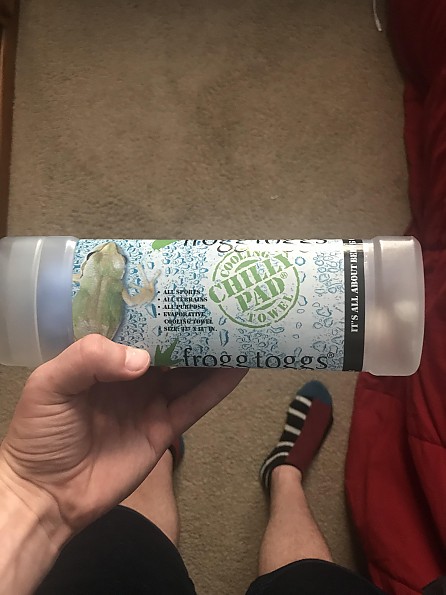 frogg toggs
COOLING
CHILLY
PAD®
TOWEL
• ALL SPORTS
• ALL TERRAINS
• ALL PURPOSE
• EVAPORATIVE
COOLING TOWEL
frogg toggs®
IT'S ALL ABOUT